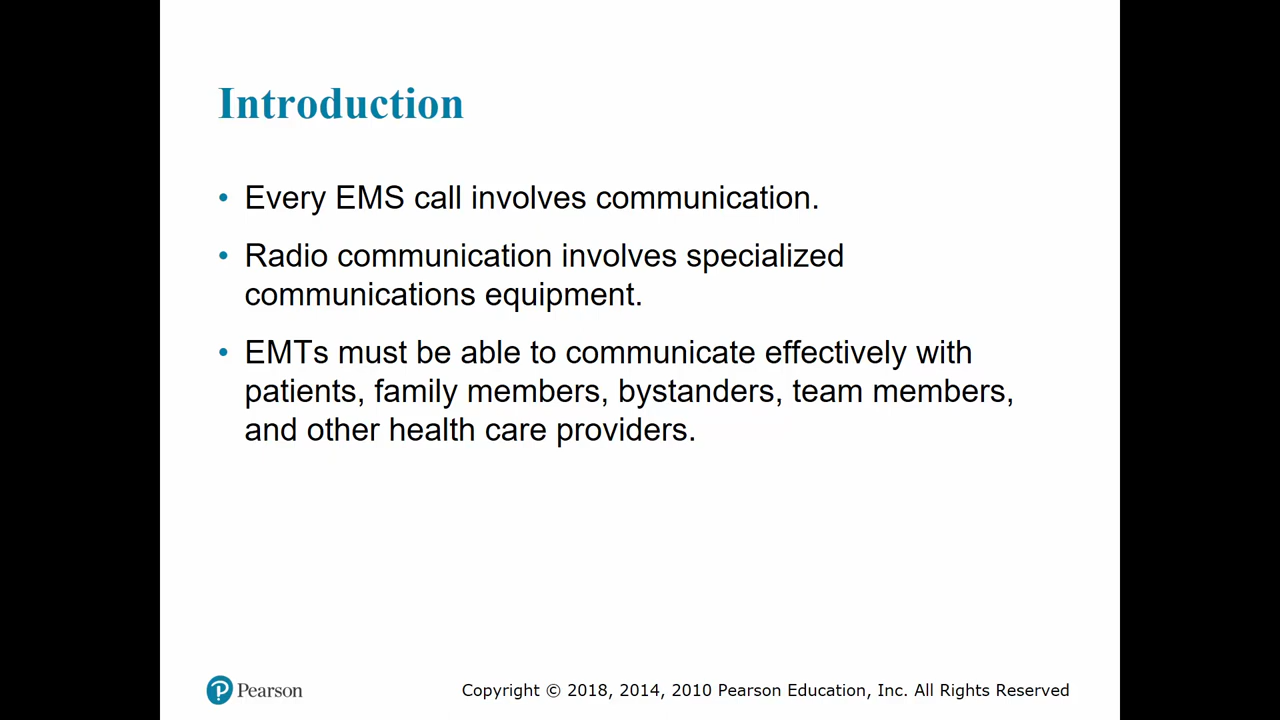 Introduction
• Every EMS call involves communication.
• Radio communication involves specialized
communications equipment.
• EMTs must be able to communicate effectively with
patients, family members, bystanders, team members,
and other health care providers.
P Pearson
Copyright © 2018, 2014, 2010 Pearson Education, Inc. All Rights Reserved